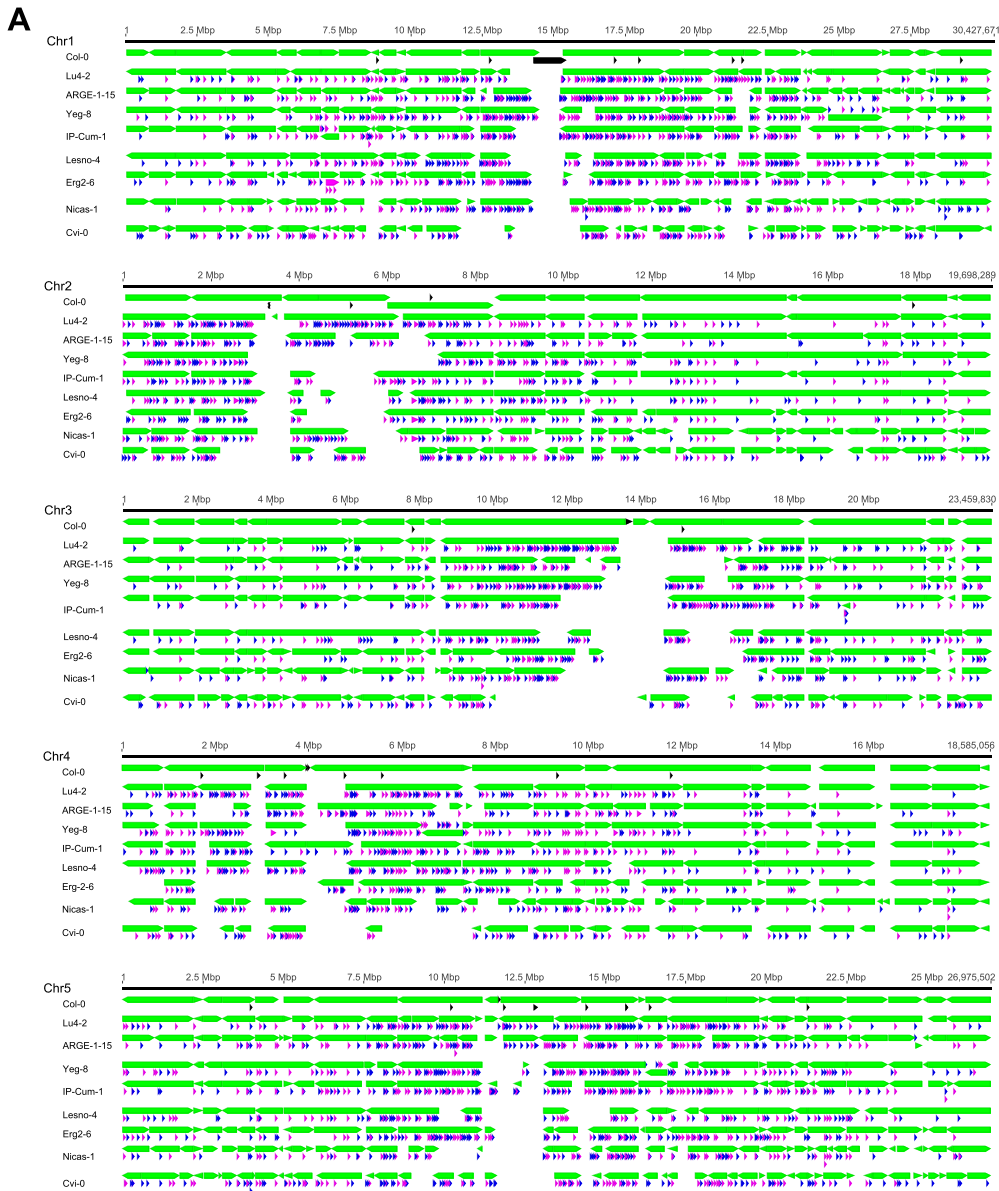 A
Chr1
1 2.5 Mbp 5 Mbp 7.5 Mbp 10 Mbp 12.5 Mbp 15 Mbp 17.5 Mbp 20 Mbp 22.5 Mbp 25 Mbp 27.5 Mbp 30,427,671
Col-0
Lu4-2
ARGE-1-15
Yeg-8
IP-Cum-1
Lesno-4
Erg2-6
Nicas-1
Cvi-0
Chr2
1 2 Mbp 4 Mbp 6 Mbp 8 Mbp 10 Mbp 12 Mbp 14 Mbp 16 Mbp 18 Mbp 19,698,289
Col-0
Lu4-2
ARGE-1-15
Yeg-8
IP-Cum-1
Lesno-4
Erg2-6
Nicas-1
Cvi-0
Chr3
1 2 Mbp 4 Mbp 6 Mbp 8 Mbp 10 Mbp 12 Mbp 14 Mbp 16 Mbp 18 Mbp 20 Mbp 23,459,830
Col-0
Lu4-2
ARGE-1-15
Yeg-8
IP-Cum-1
Lesno-4
Erg2-6
Nicas-1
Cvi-0
Chr4
1 2 Mbp 4 Mbp 6 Mbp 8 Mbp 10 Mbp 12 Mbp 14 Mbp 16 Mbp 18,585,056
Col-0
Lu4-2
ARGE-1-15
Yeg-8
IP-Cum-1
Lesno-4
Erg-2-6
Nicas-1
Cvi-0
Chr5
1 2.5 Mbp 5 Mbp 7.5 Mbp 10 Mbp 12.5 Mbp 15 Mbp 17.5 Mbp 20 Mbp 22.5 Mbp 25 Mbp 26,975,502
Col-0
Lu4-2
ARGE-1-15
Yeg-8
IP-Cum-1
Lesno-4
Erg2-6
Nicas-1
Cvi-0